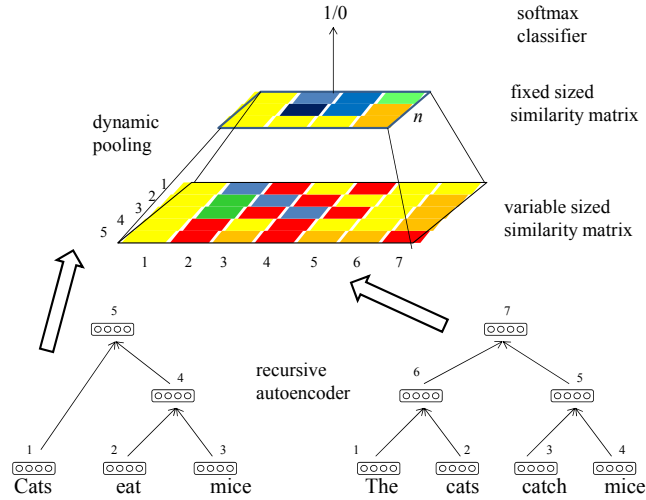 1/0
softmax
classifier
fixed sized
similarity matrix
n
dynamic
pooling
1
2
3
4
5
variable sized
similarity matrix
1 2 3 4 5 6 7
5
7
recursive
autoencoder
4
6
5
1
2
3
1
2
3
4
Cats eat mice
The cats catch mice